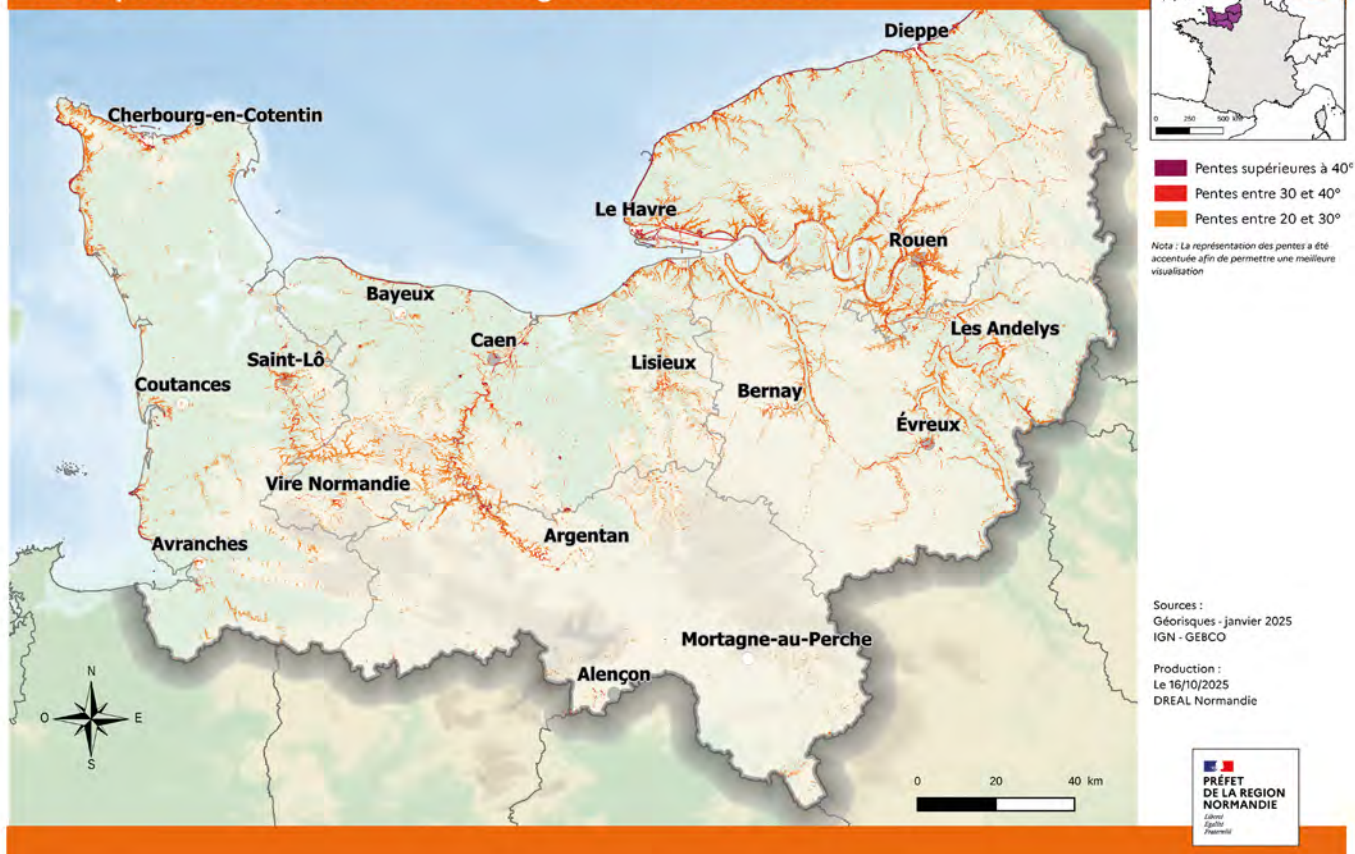 Dieppe
Cherbourg-en-Cotentin
Le Havre
Rouen
Bayeux
Caen
Les Andelys
Saint-Lô
Lisieux
Coutances
Bernay
Évreux
Vire Normandie
Argentan
Avranches
Mortagne-au-Perche
Alençon
N
O
E
S
0 20 40 km
0 250 500 km
Pentes supérieures à 40°
Pentes entre 30 et 40°
Pentes entre 20 et 30°
Nota : La représentation des pentes a été
accentuée afin de permettre une meilleure
visualisation
Sources :
Géorisques - janvier 2025
IGN - GEBCO
Production :
Le 16/10/2025
DREAL Normandie
PRÉFET
DE LA REGION
NORMANDIE
Liberté
Égalité
Fraternité